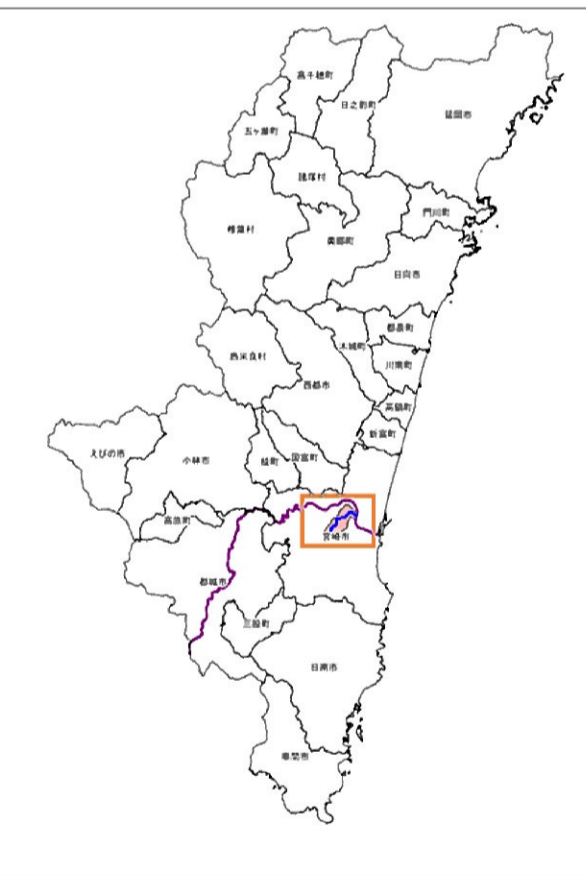 高千穂町
日之影町
延岡市
五ヶ瀬町
諸塚村
椎葉村
門川町
美郷町
日向市
都農町
木城町
西米良村
川南町
西都市
高鍋町
新富町
えびの市
小林市
綾町
国富町
高原町
宮崎市
都城市
三股町
日南市
串間市